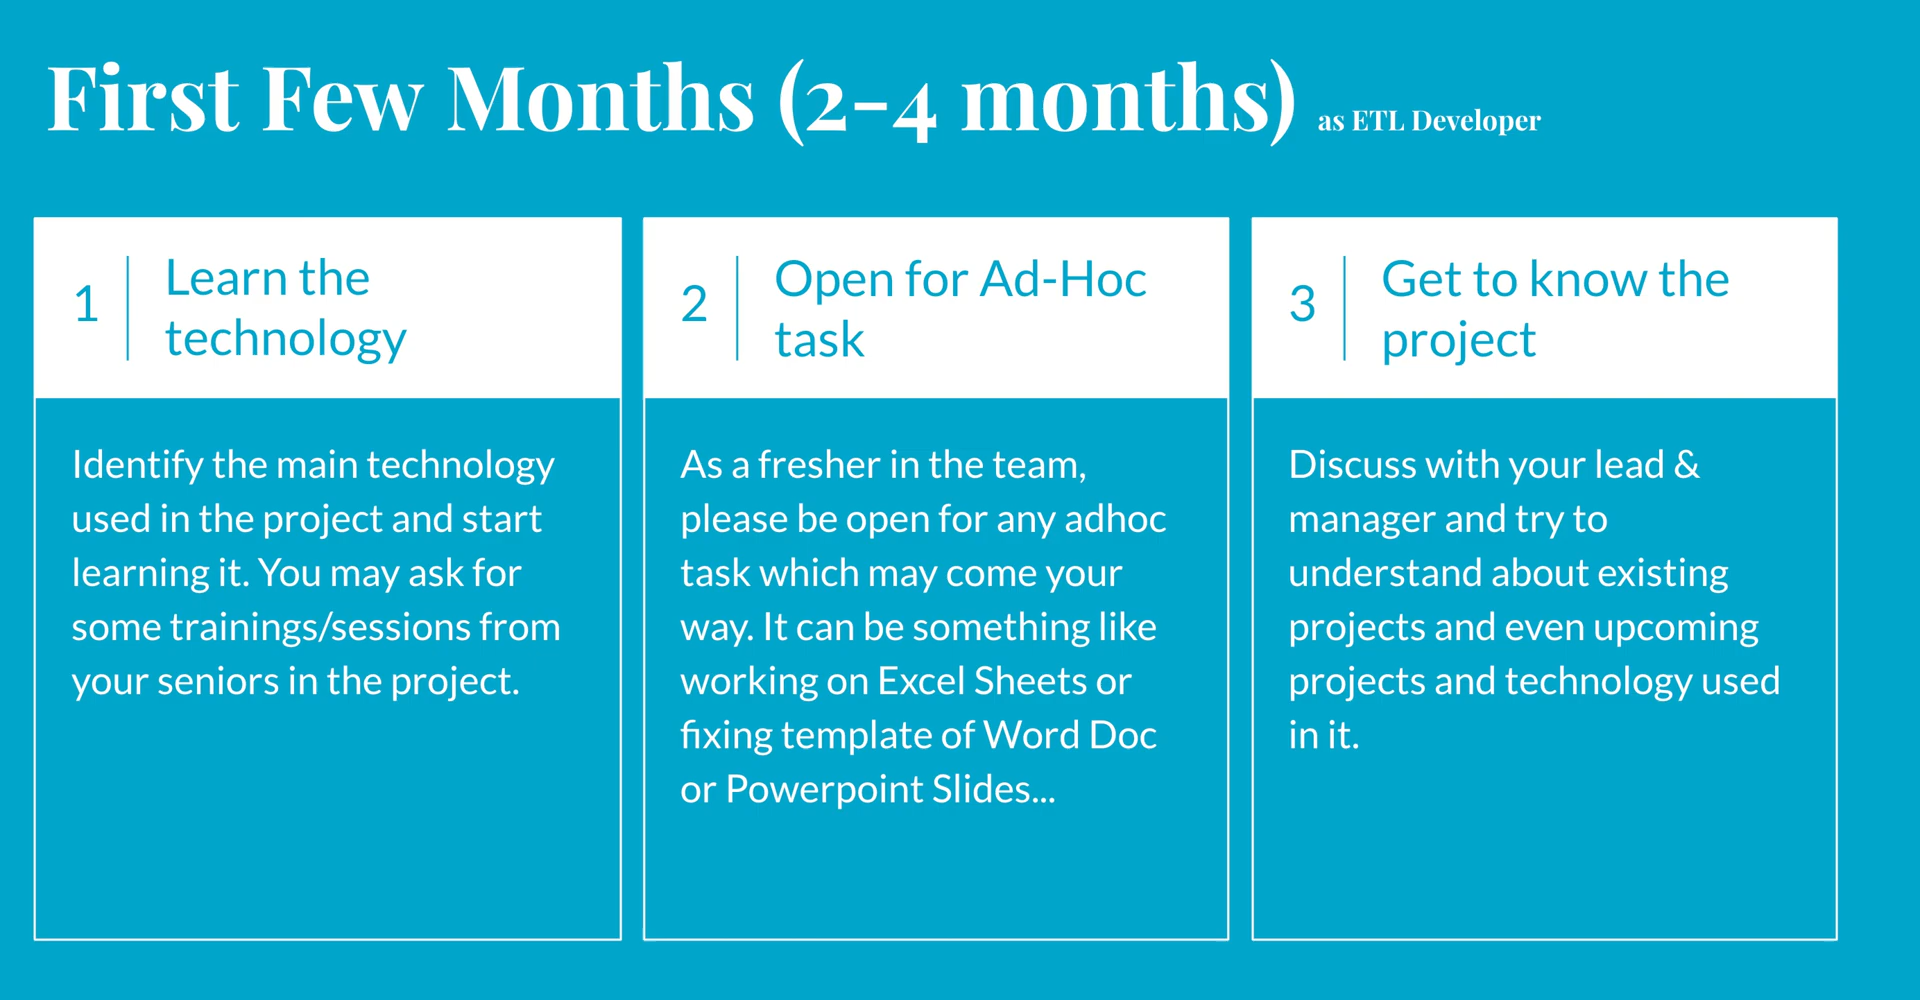 First Few Months (2-4 months) as ETL Developer
1
Learn the
technology
Identify the main technology
used in the project and start
learning it. You may ask for
some trainings/sessions from
your seniors in the project.
2
Open for Ad-Hoc
task
As a fresher in the team,
please be open for any adhoc
task which may come your
way. It can be something like
working on Excel Sheets or
fixing template of Word Doc
or Powerpoint Slides...
3
Get to know the
project
Discuss with your lead &
manager and try to
understand about existing
projects and even upcoming
projects and technology used
in it.